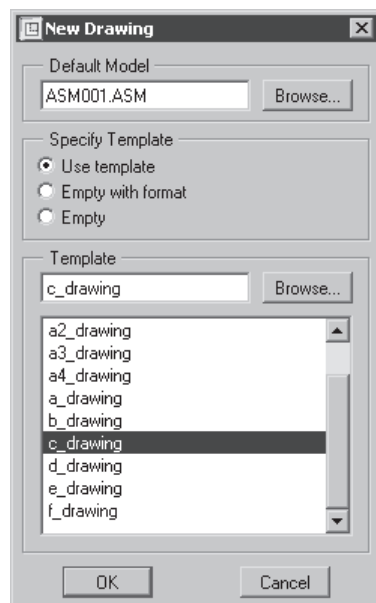 New Drawing
Default Model
ASM001.ASM Browse...
Specify Template
Use template
Empty with format
Empty
Template
c_drawing Browse...
a2_drawing
a3_drawing
a4_drawing
a_drawing
b_drawing
c_drawing
d_drawing
e_drawing
f_drawing
OK Cancel